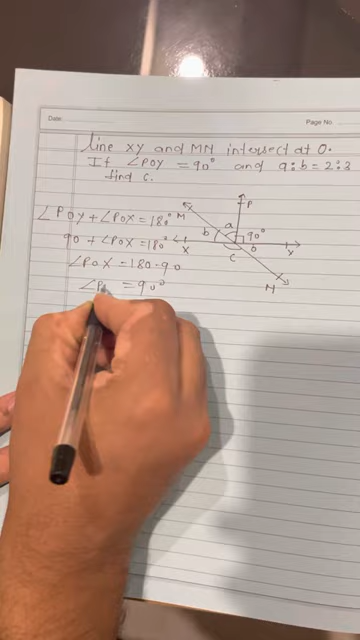 Date:
Page No.
line xy and MN intersect at O.
If ∠POY = 90° and a:b = 2:3
find c.
∠POY + ∠POX = 180°
90 + ∠POX = 180°
∠POX = 180-90
∠PO = 90°
P
M
a
b
90°
X
O
Y
C
N